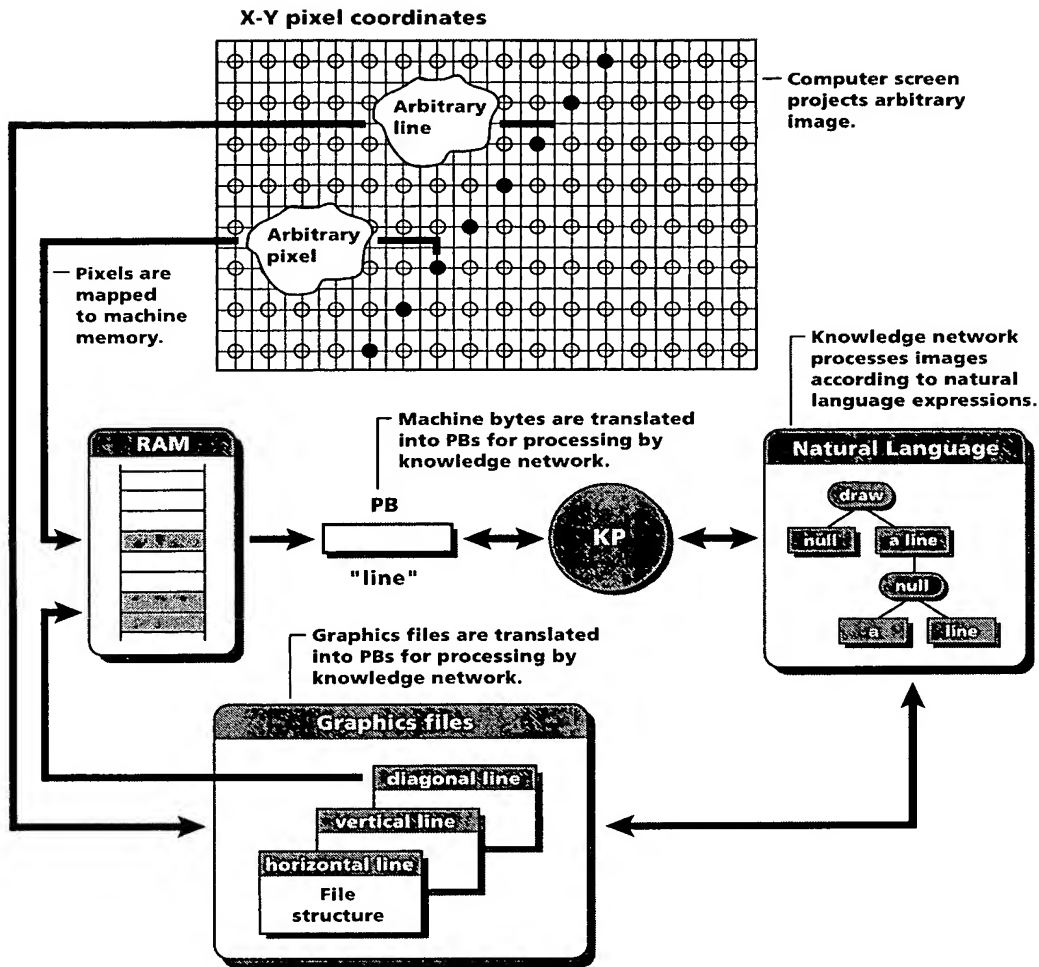 X-Y pixel coordinates
Computer screen
projects arbitrary
image.
Arbitrary
line
Arbitrary
pixel
Pixels are
mapped
to machine
memory.
Knowledge network
processes images
according to natural
language expressions.
Machine bytes are translated
into PBs for processing by
knowledge network.
RAM
PB
"line"
KP
Natural Language
draw
null
a line
null
a
line
Graphics files are translated
into PBs for processing by
knowledge network.
Graphics files
diagonal line
vertical line
horizontal line
File
structure